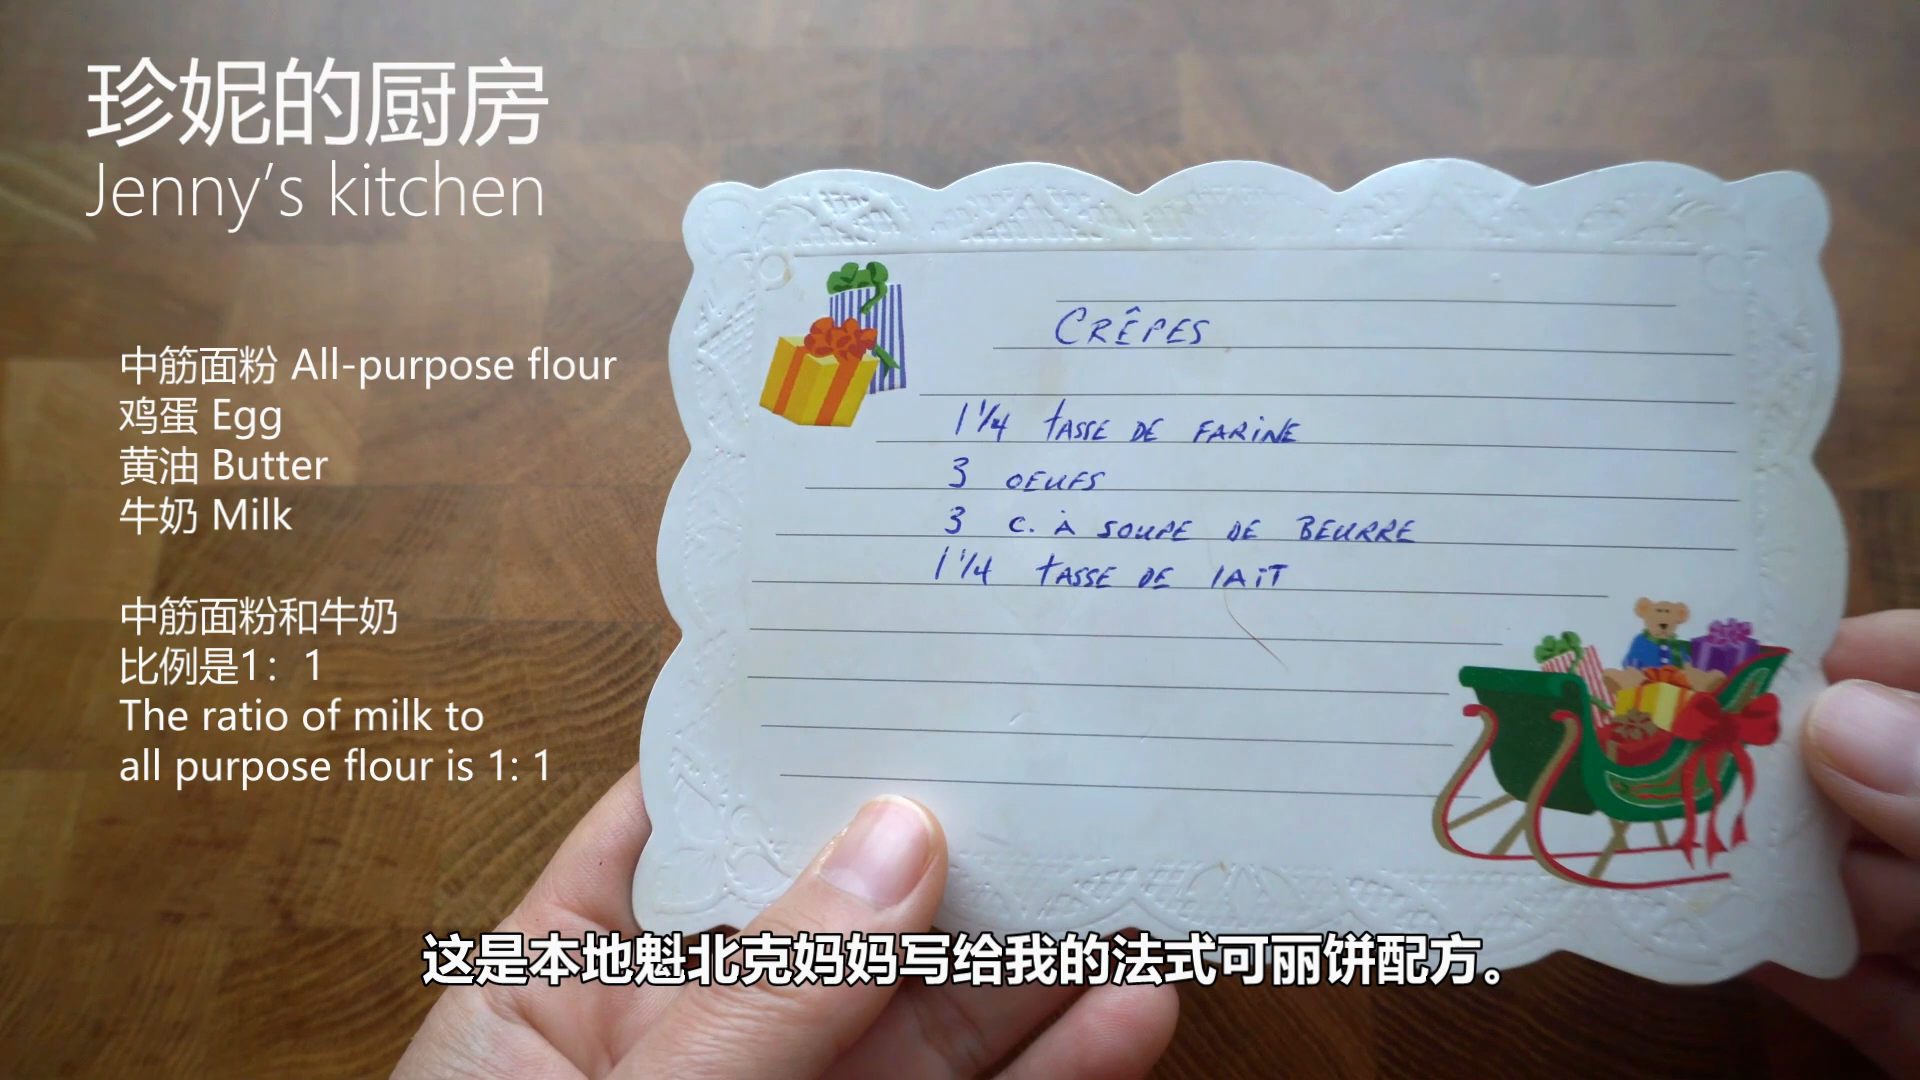 珍妮的厨房
Jenny's kitchen
中筋面粉 All-purpose flour
鸡蛋 Egg
黄油 Butter
牛奶 Milk
中筋面粉和牛奶
比例是1：1
The ratio of milk to
all purpose flour is 1: 1
CRÊPES
1 1/4 TASSE DE FARINE
3 OEUFS
3 C. À SOUPE DE BEURRE
1 1/4 TASSE DE LAIT
这是本地魁北克妈妈写给我的法式可丽饼配方。